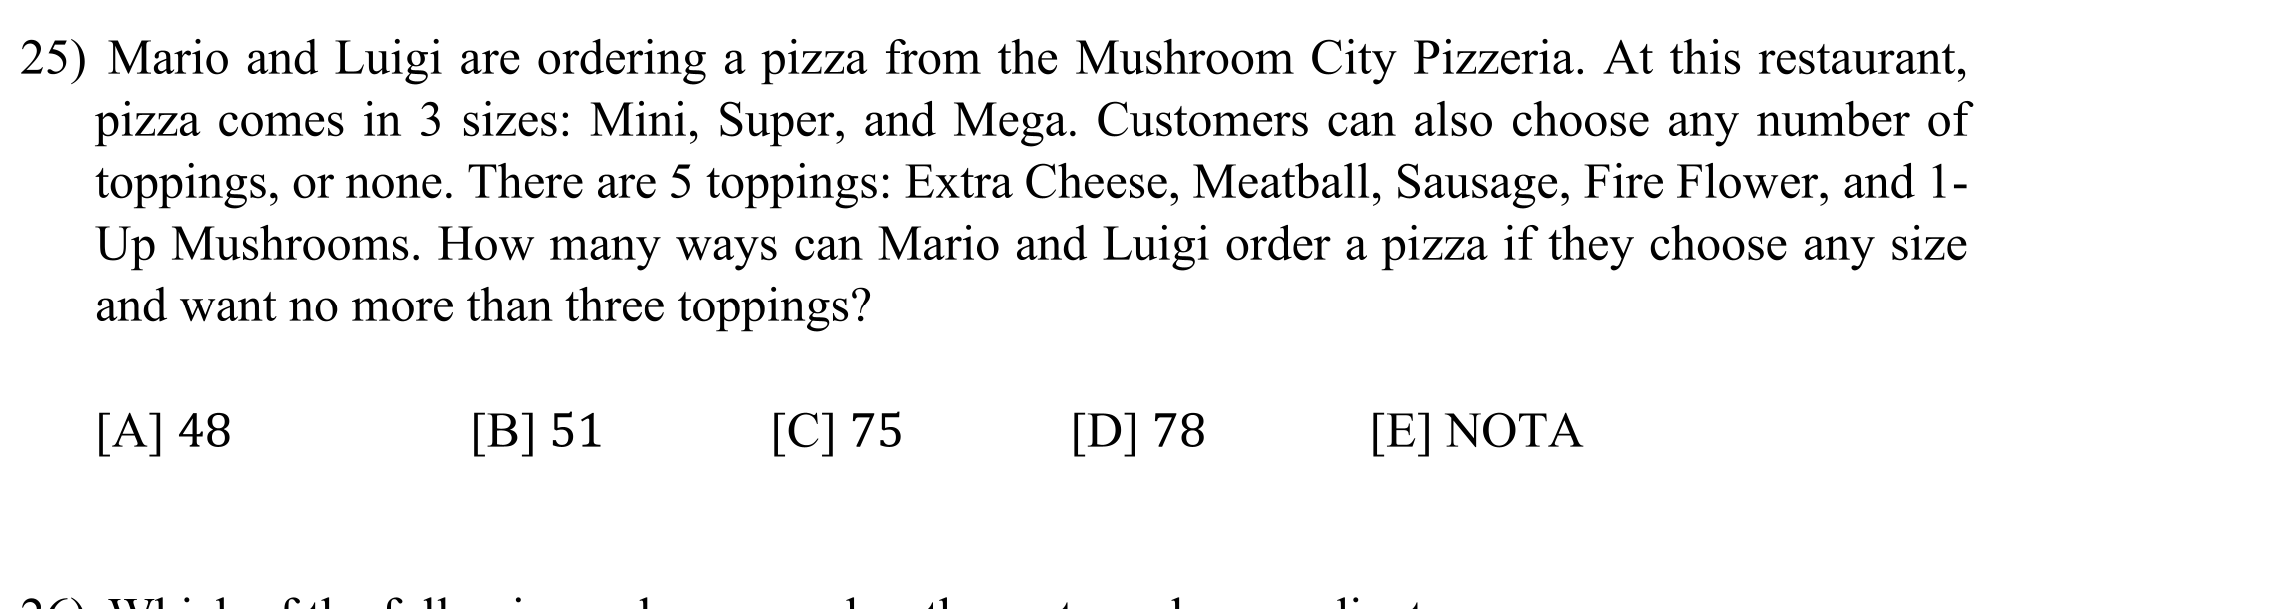 25) Mario and Luigi are ordering a pizza from the Mushroom City Pizzeria. At this restaurant,
pizza comes in 3 sizes: Mini, Super, and Mega. Customers can also choose any number of
toppings, or none. There are 5 toppings: Extra Cheese, Meatball, Sausage, Fire Flower, and 1-
Up Mushrooms. How many ways can Mario and Luigi order a pizza if they choose any size
and want no more than three toppings?
[A] 48 [B] 51 [C] 75 [D] 78 [E] NOTA